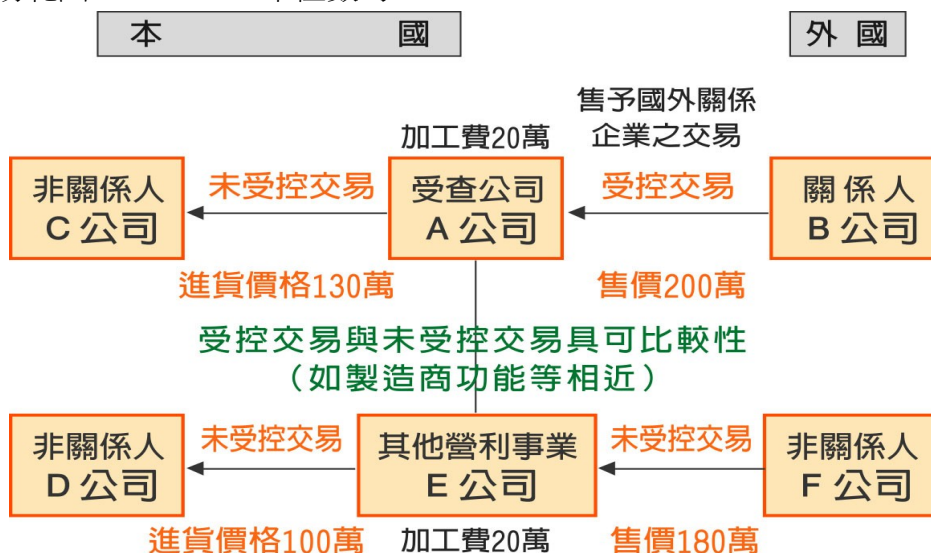 本 國
外 國
售予國外關係
企業之交易
加工費20萬
非關係人
C公司
未受控交易
受查公司
A公司
受控交易
關係人
B公司
進貨價格130萬
售價200萬
受控交易與未受控交易具可比較性
（如製造商功能等相近）
非關係人
D公司
未受控交易
其他營利事業
E公司
未受控交易
非關係人
F公司
進貨價格100萬
加工費20萬
售價180萬